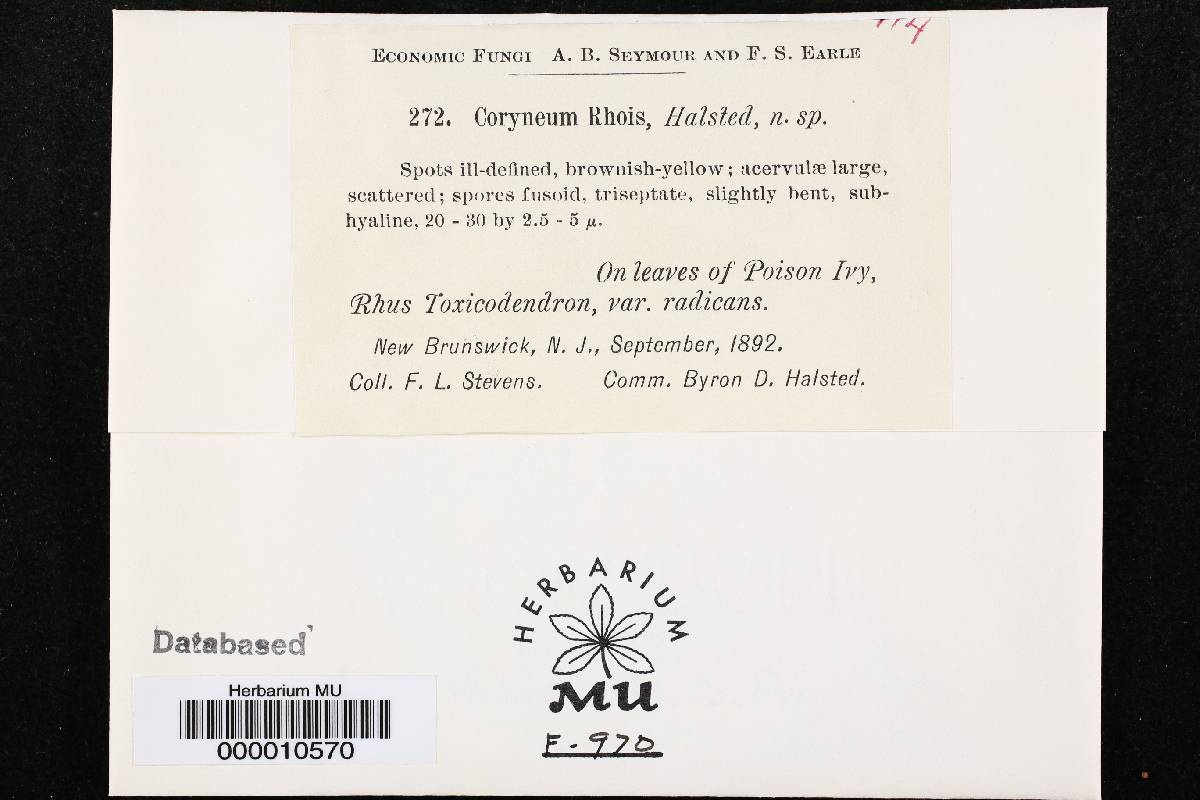 ECONOMIC FUNGI A. B. SEYMOUR AND F. S. EARLE
272. Coryneum Rhois, Halsted, n. sp.
Spots ill-defined, brownish-yellow; acervulæ large,
scattered; spores fusoid, triseptate, slightly bent, sub-
hyaline, 20 - 30 by 2.5 - 5 µ.
On leaves of Poison Ivy,
Rhus Toxicodendron, var. radicans.
New Brunswick, N. J., September, 1892.
Coll. F. L. Stevens. Comm. Byron D. Halsted.
HERBARIUM
MU
F-970
Databased
Herbarium MU
000010570